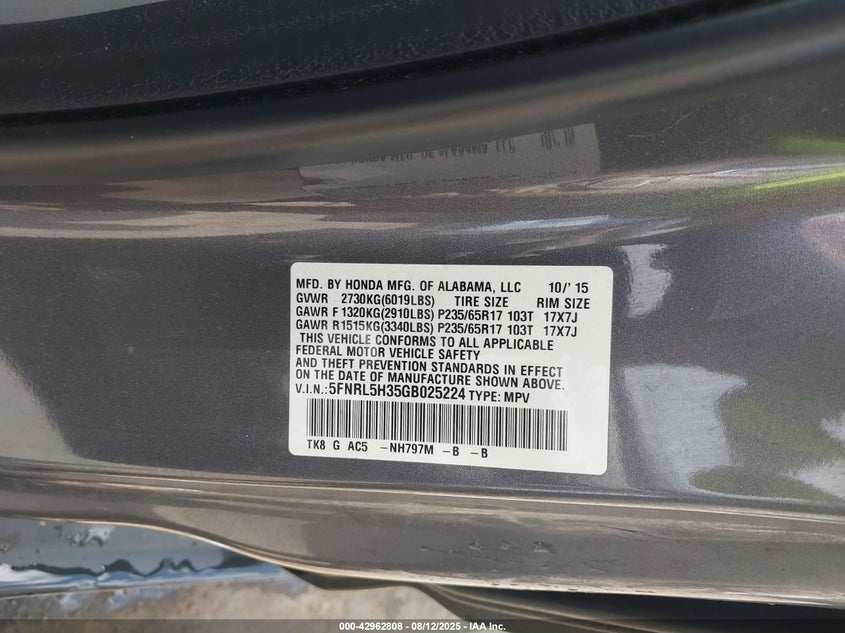 MFD. BY HONDA MFG. OF ALABAMA, LLC 10/'15
GVWR 2730KG(6019LBS) TIRE SIZE RIM SIZE
GAWR F1320KG(2910LBS) P235/65R17 103T 17X7J
GAWR R1515KG(3340LBS) P235/65R17 103T 17X7J
THIS VEHICLE CONFORMS TO ALL APPLICABLE
FEDERAL MOTOR VEHICLE SAFETY
AND THEFT PREVENTION STANDARDS IN EFFECT
ON THE DATE OF MANUFACTURE SHOWN ABOVE.
V.I.N.:5FNRL5H35GB025224 TYPE: MPV
TK8 G AC5 -NH797M -B -B
000-42962808 - 08/12/2025 - IAA Inc.